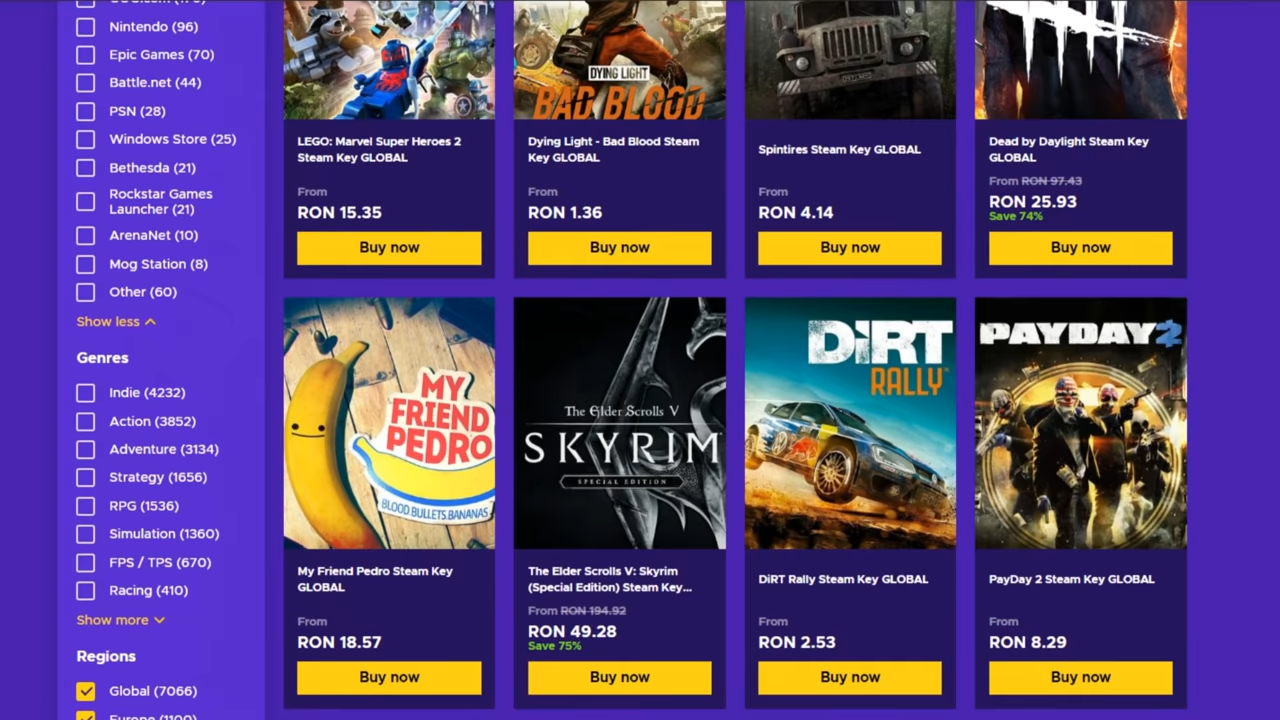 Nintendo (96)
Epic Games (70)
Battle.net (44)
PSN (28)
Windows Store (25)
Bethesda (21)
Rockstar Games
Launcher (21)
ArenaNet (10)
Mog Station (8)
Other (60)
Show less
Genres
Indie (4232)
Action (3852)
Adventure (3134)
Strategy (1656)
RPG (1536)
Simulation (1360)
FPS / TPS (670)
Racing (410)
Show more
Regions
Global (7066)
DYING LIGHT
BAD BLOOD
LEGO: Marvel Super Heroes 2
Steam Key GLOBAL
From
RON 15.35
Buy now
Dying Light - Bad Blood Steam
Key GLOBAL
From
RON 1.36
Buy now
Spintires Steam Key GLOBAL
From
RON 4.14
Buy now
Dead by Daylight Steam Key
GLOBAL
From RON 97.43
RON 25.93
Save 74%
Buy now
MY
FRIEND
PEDRO
BLOOD.BULLETS.BANANAS.
My Friend Pedro Steam Key
GLOBAL
From
RON 18.57
Buy now
The Elder Scrolls V
SKYRIM
SPECIAL EDITION
The Elder Scrolls V: Skyrim
(Special Edition) Steam Key...
From RON 194.92
RON 49.28
Save 75%
Buy now
DiRT
RALLY
DiRT Rally Steam Key GLOBAL
From
RON 2.53
Buy now
PAYDAY 2
PayDay 2 Steam Key GLOBAL
From
RON 8.29
Buy now